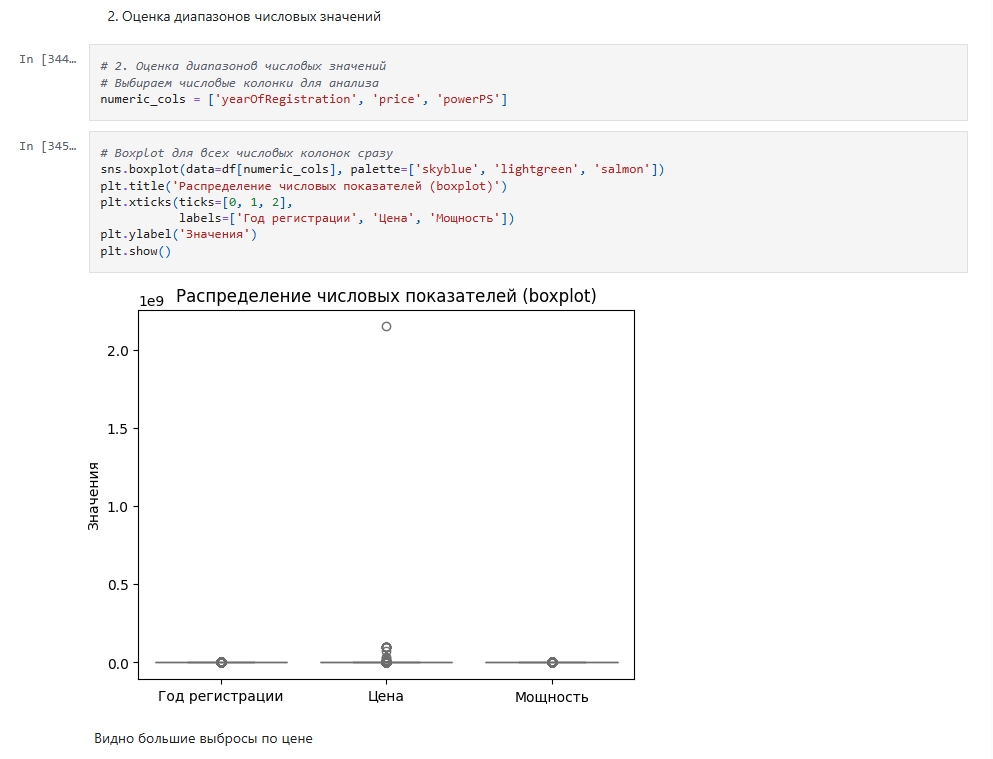 2. Оценка диапазонов числовых значений
In [344…
# 2. Оценка диапазонов числовых значений
# Выбираем числовые колонки для анализа
numeric_cols = ['yearOfRegistration', 'price', 'powerPS']
In [345…
# Boxplot для всех числовых колонок сразу
sns.boxplot(data=df[numeric_cols], palette=['skyblue', 'lightgreen', 'salmon'])
plt.title('Распределение числовых показателей (boxplot)')
plt.xticks(ticks=[0, 1, 2],
labels=['Год регистрации', 'Цена', 'Мощность'])
plt.ylabel('Значения')
plt.show()
1e9 Распределение числовых показателей (boxplot)
2.0
1.5
1.0
0.5
0.0
Значения
Год регистрации Цена Мощность
Видно большие выбросы по цене